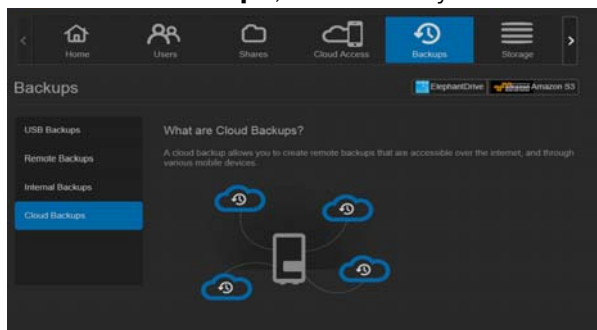 Home Users Shares Cloud Access Backups Storage
Backups
ElephantDrive Amazon S3
USB Backups
Remote Backups
Internal Backups
Cloud Backups
What are Cloud Backups?
A cloud backup allows you to create remote backups that are accessible over the internet, and through
various mobile devices.